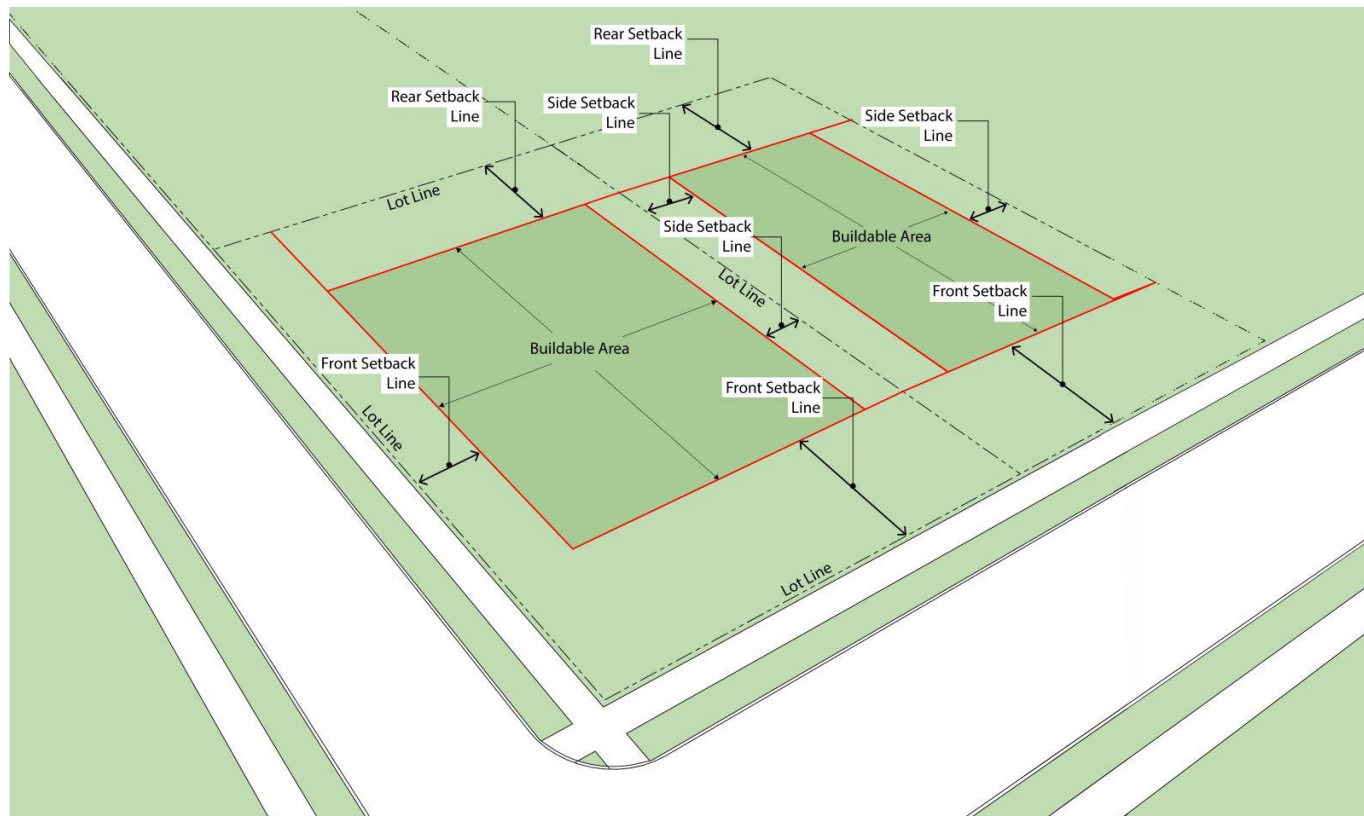 Rear Setback
Line
Rear Setback
Line
Side Setback
Line
Side Setback
Line
Lot Line
Side Setback
Line
Buildable Area
Lot Line
Front Setback
Line
Buildable Area
Front Setback
Line
Front Setback
Line
Lot Line
Lot Line